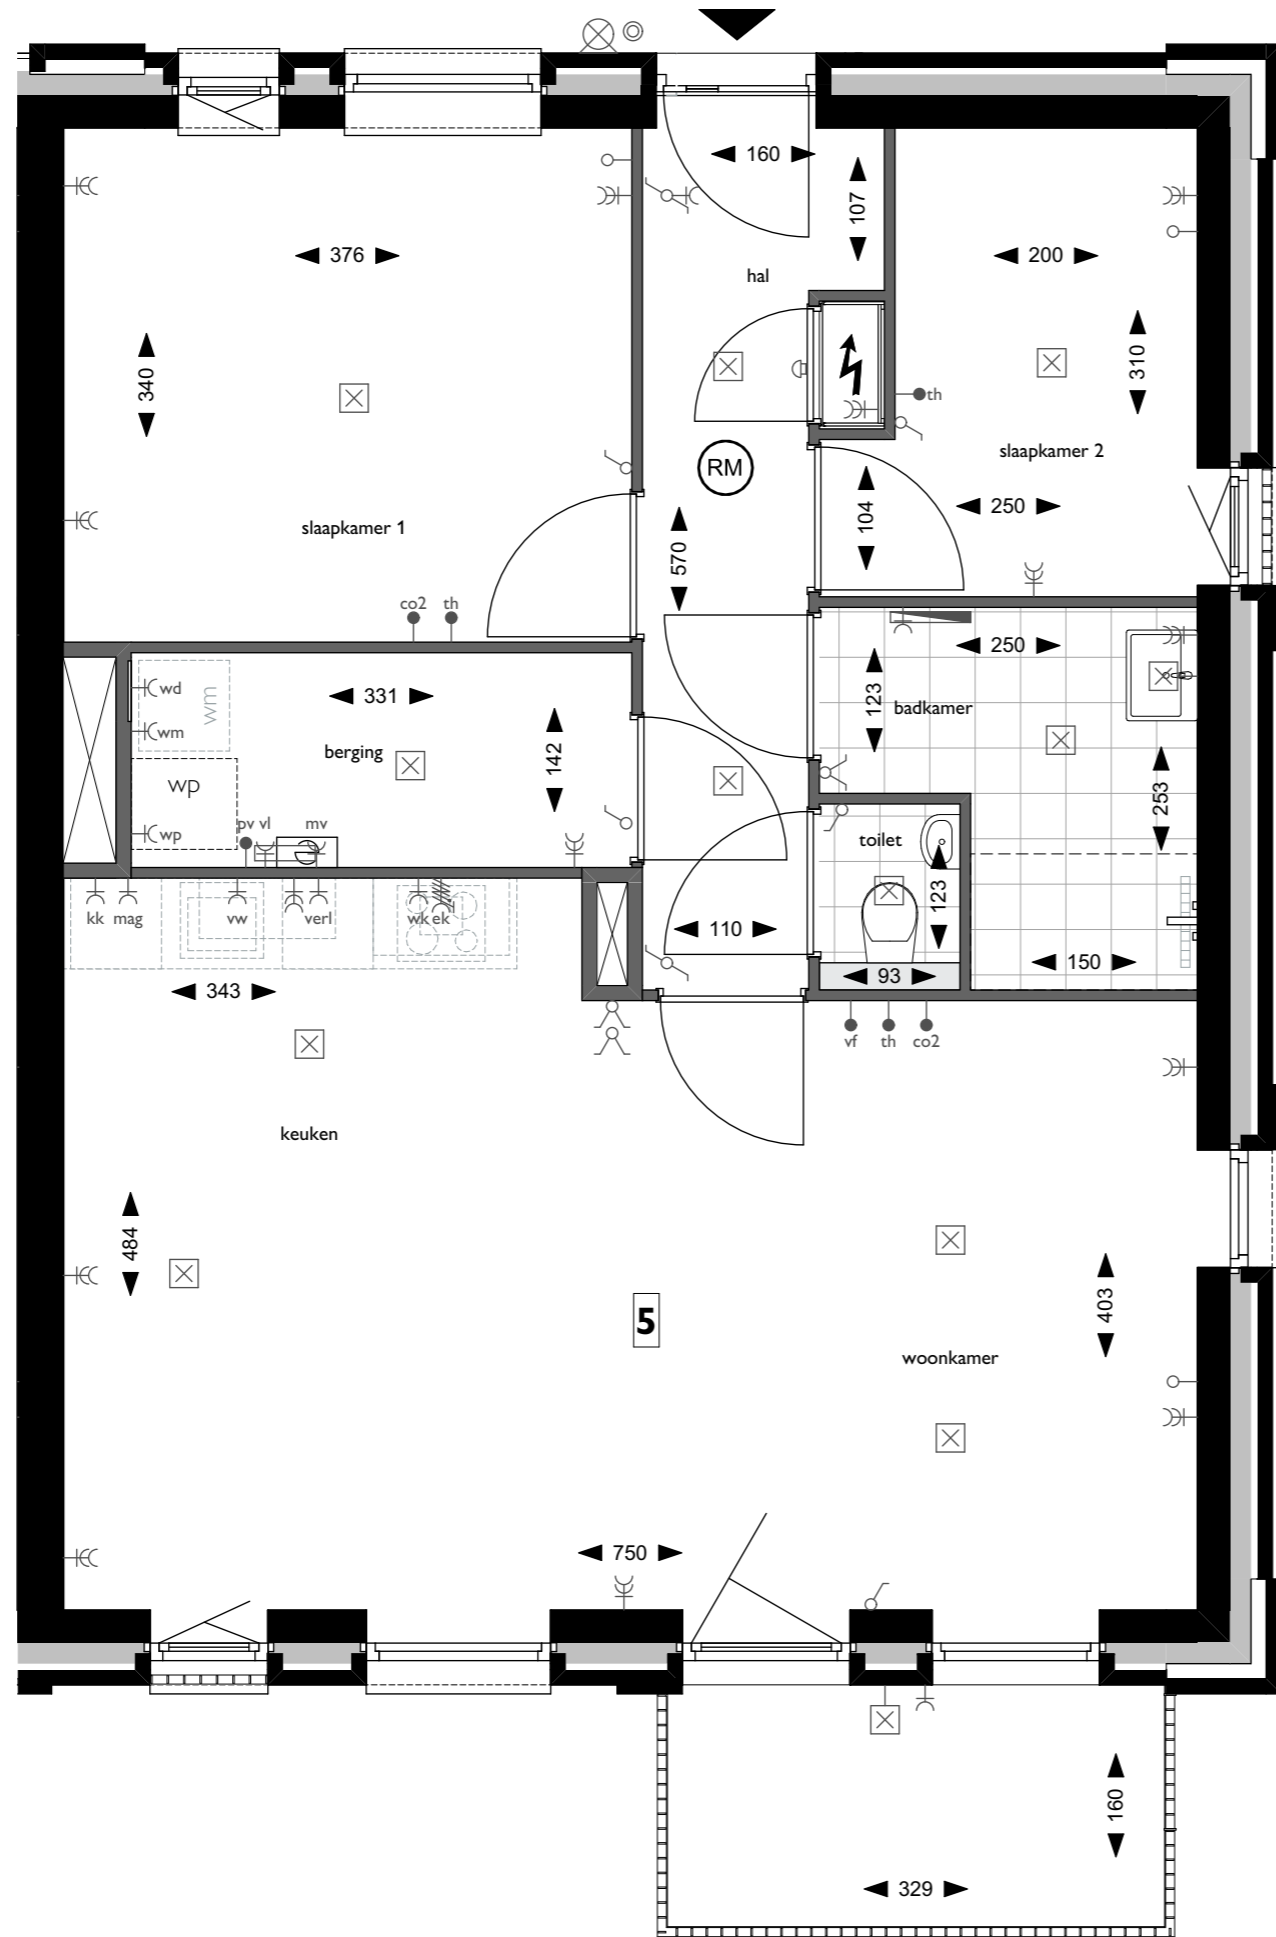 160
107
376
200
hal
340
310
th
slaapkamer 2
RM
250
104
slaapkamer 1
570
co2 th
250
wd
wm
331
123
badkamer
wm
berging
142
wp
253
wp
pv vl
mv
toilet
123
kk mag
vw
verl
wk ek
110
150
343
93
vf th co2
keuken
484
403
5
woonkamer
750
160
329